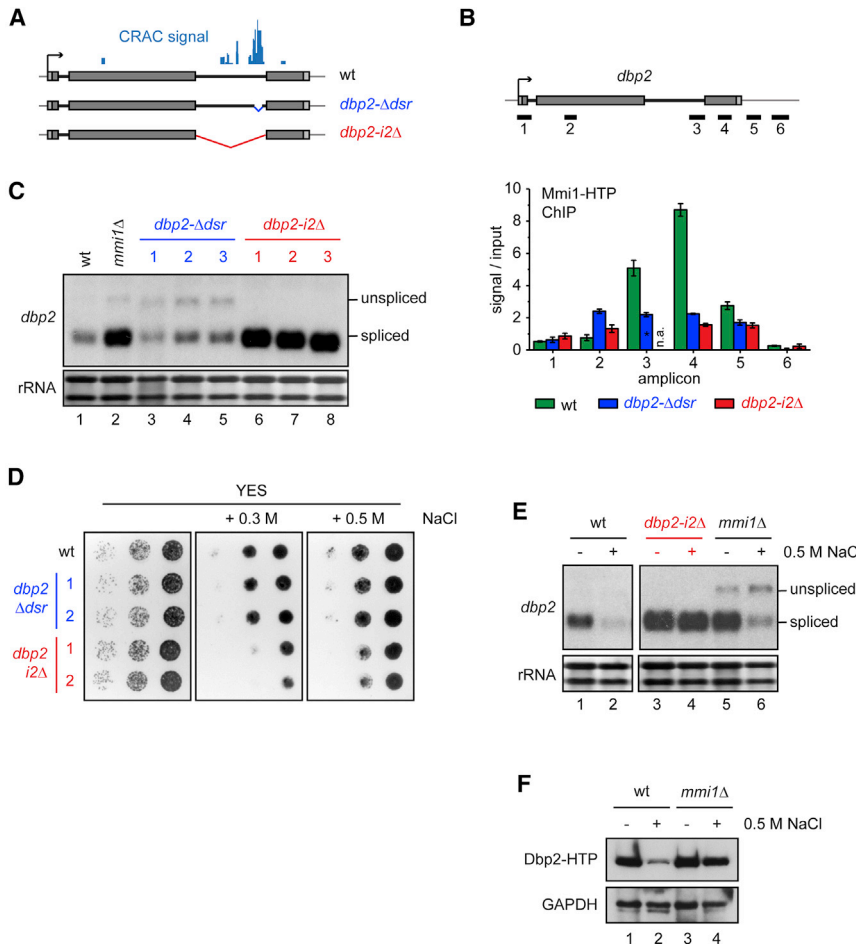 A
CRAC signal
wt
dbp2-Δdsr
dbp2-i2Δ
B
dbp2
1 2 3 4 5 6
Mmi1-HTP
ChIP
signal / input
10
8
6
4
2
0
*
n.a.
1 2 3 4 5 6
amplicon
wt dbp2-Δdsr dbp2-i2Δ
C
wt mmi1Δ dbp2-Δdsr dbp2-i2Δ
1 2 3 1 2 3
dbp2
unspliced
spliced
rRNA
1 2 3 4 5 6 7 8
D
YES
+ 0.3 M + 0.5 M NaCl
wt
dbp2 Δdsr
1
2
dbp2 i2Δ
1
2
E
wt dbp2-i2Δ mmi1Δ
- + - + - + 0.5 M NaC
dbp2
unspliced
spliced
rRNA
1 2 3 4 5 6
F
wt mmi1Δ
- + - + 0.5 M NaCl
Dbp2-HTP
GAPDH
1 2 3 4